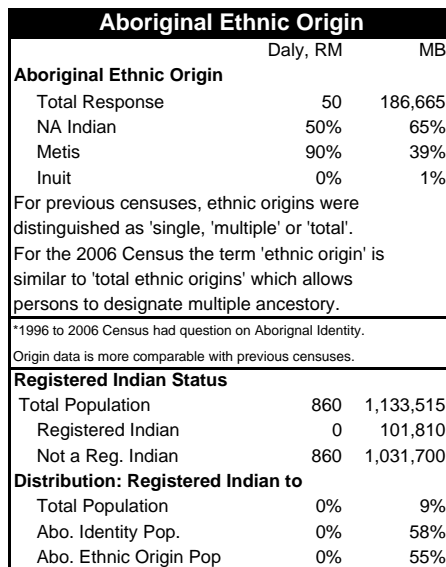 Aboriginal Ethnic Origin
Daly, RM MB
Aboriginal Ethnic Origin
Total Response 50 186,665
NA Indian 50% 65%
Metis 90% 39%
Inuit 0% 1%
For previous censuses, ethnic origins were
distinguished as 'single, 'multiple' or 'total'.
For the 2006 Census the term 'ethnic origin' is
similar to 'total ethnic origins' which allows
persons to designate multiple ancestory.
*1996 to 2006 Census had question on Aborignal Identity.
Origin data is more comparable with previous censuses.
Registered Indian Status
Total Population 860 1,133,515
Registered Indian 0 101,810
Not a Reg. Indian 860 1,031,700
Distribution: Registered Indian to
Total Population 0% 9%
Abo. Identity Pop. 0% 58%
Abo. Ethnic Origin Pop 0% 55%